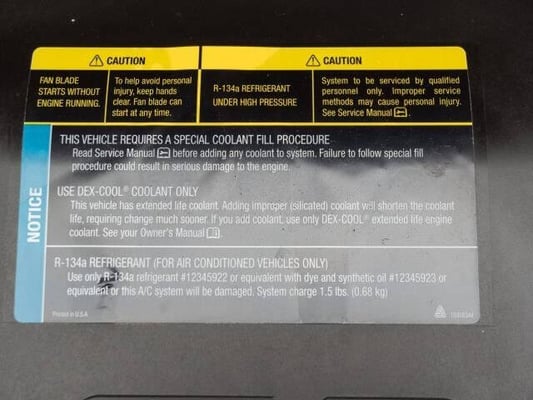 CAUTION
CAUTION
FAN BLADE
STARTS WITHOUT
ENGINE RUNNING.
To help avoid personal
injury, keep hands
clear. Fan blade can
start at any time.
R-134a REFRIGERANT
UNDER HIGH PRESSURE
System to be serviced by qualified
personnel only. Improper service
methods may cause personal injury.
See Service Manual
NOTICE
THIS VEHICLE REQUIRES A SPECIAL COOLANT FILL PROCEDURE
Read Service Manual before adding any coolant to system. Failure to follow special fill
procedure could result in serious damage to the engine.
USE DEX-COOL® COOLANT ONLY
This vehicle has extended life coolant. Adding improper (silicated) coolant will shorten the coolant
life, requiring change much sooner. If you add coolant, use only DEX-COOL® extended life engine
coolant. See your Owner's Manual
R-134a REFRIGERANT (FOR AIR CONDITIONED VEHICLES ONLY)
Use only R-134a refrigerant #12345922 or equivalent with dye and synthetic oil #12345923 or
equivalent or this A/C system will be damaged. System charge 1.5 lbs. (0.68 kg)
Printed in U.S.A.